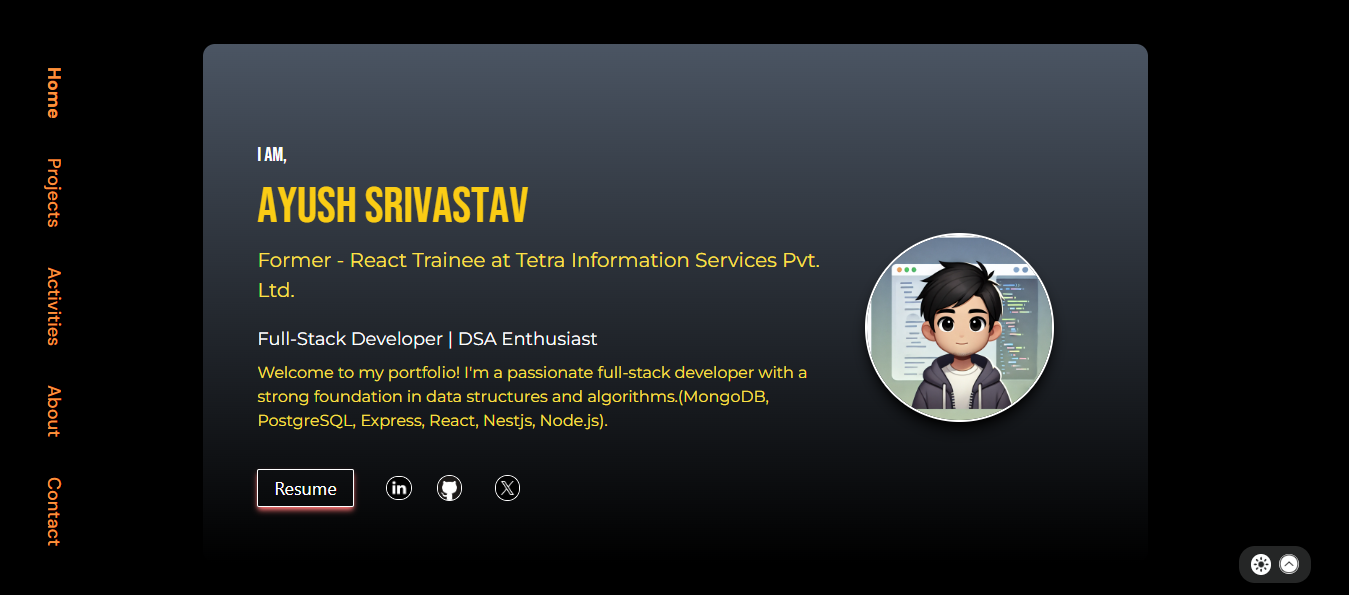 Home
Projects
Activities
About
Contact
I AM,
AYUSH SRIVASTAV
Former - React Trainee at Tetra Information Services Pvt.
Ltd.
Full-Stack Developer | DSA Enthusiast
Welcome to my portfolio! I'm a passionate full-stack developer with a
strong foundation in data structures and algorithms.(MongoDB,
PostgreSQL, Express, React, Nestjs, Node.js).
Resume